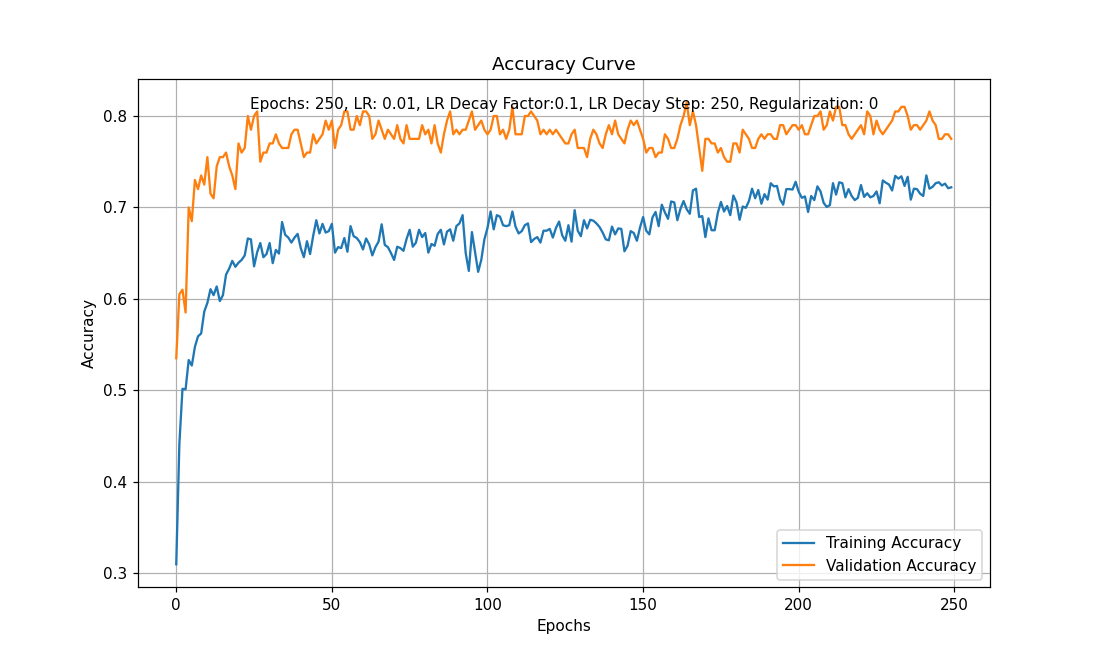 Accuracy Curve
Epochs: 250, LR: 0.01, LR Decay Factor:0.1, LR Decay Step: 250, Regularization: 0
Accuracy
0.8
0.7
0.6
0.5
0.4
0.3
Training Accuracy
Validation Accuracy
0 50 100 150 200 250
Epochs